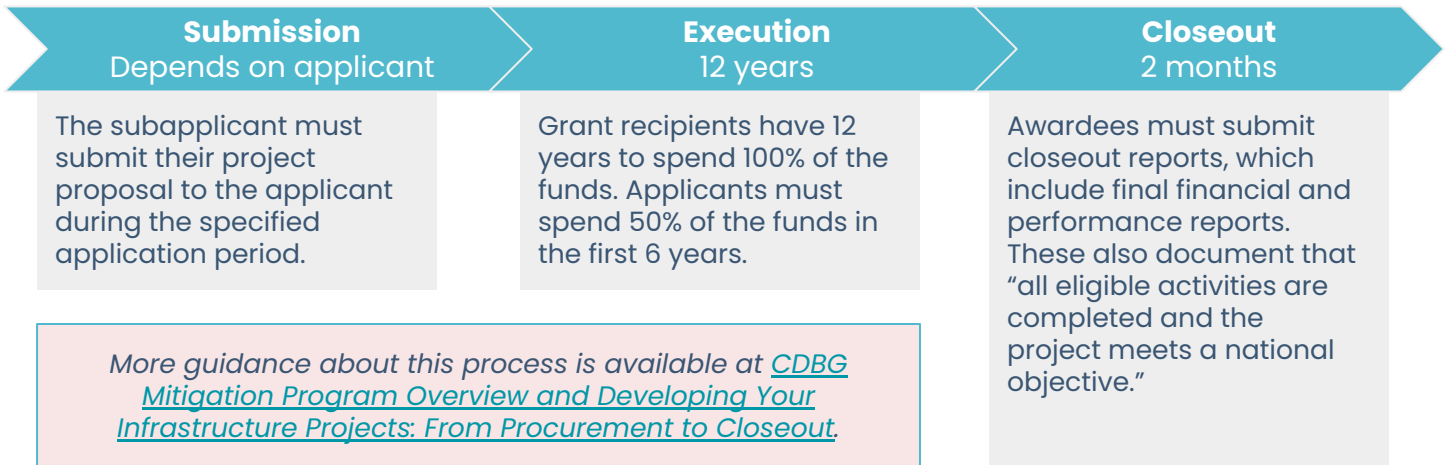 Submission
Depends on applicant
Execution
12 years
Closeout
2 months
The subapplicant must
submit their project
proposal to the applicant
during the specified
application period.
Grant recipients have 12
years to spend 100% of the
funds. Applicants must
spend 50% of the funds in
the first 6 years.
Awardees must submit
closeout reports, which
include final financial and
performance reports.
These also document that
“all eligible activities are
completed and the
project meets a national
objective.”
More guidance about this process is available at CDBG
Mitigation Program Overview and Developing Your
Infrastructure Projects: From Procurement to Closeout.